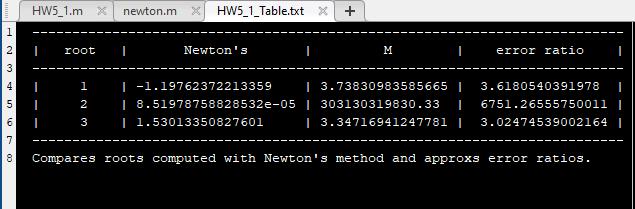 HW5_1.m × newton.m × HW5_1_Table.txt × +
1 --------------------------------------------------------------------------
2 | root | Newton's | M | error ratio |
3 --------------------------------------------------------------------------
4 | 1 | -1.19762372213359 | 3.73830983585665 | 3.6180540391978 |
5 | 2 | 8.51978758828532e-05 | 303130319830.33 | 6751.26555750011 |
6 | 3 | 1.53013350827601 | 3.34716941247781 | 3.02474539002164 |
7 --------------------------------------------------------------------------
8 Compares roots computed with Newton's method and approxs error ratios.